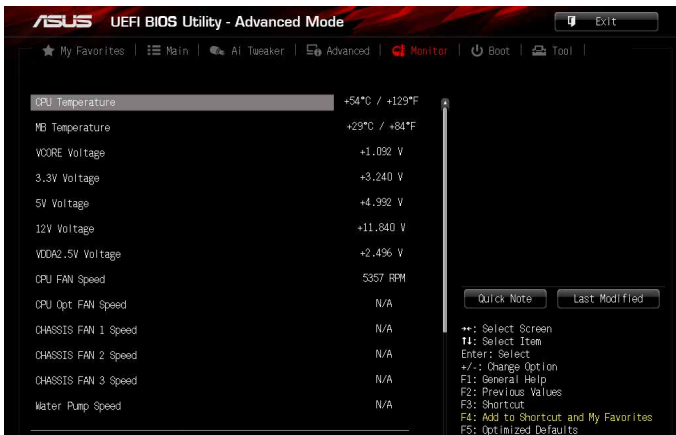 ASUS UEFI BIOS Utility - Advanced Mode Exit
My Favorites Main Ai Tweaker Advanced Monitor Boot Tool
CPU Temperature +54°C / +129°F
MB Temperature +29°C / +84°F
VCORE Voltage +1.092 V
3.3V Voltage +3.240 V
5V Voltage +4.992 V
12V Voltage +11.840 V
VDDA2.5V Voltage +2.496 V
CPU FAN Speed 5357 RPM
CPU Opt FAN Speed N/A
CHASSIS FAN 1 Speed N/A
CHASSIS FAN 2 Speed N/A
CHASSIS FAN 3 Speed N/A
Water Pump Speed N/A
Quick Note Last Modified
→←: Select Screen
↑↓: Select Item
Enter: Select
+/-: Change Option
F1: General Help
F2: Previous Values
F3: Shortcut
F4: Add to Shortcut and My Favorites
F5: Optimized Defaults